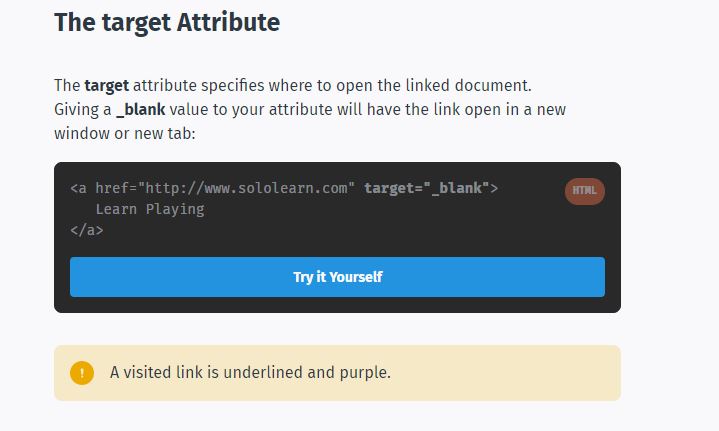 The target Attribute
The target attribute specifies where to open the linked document.
Giving a _blank value to your attribute will have the link open in a new
window or new tab:
<a href="http://www.sololearn.com" target="_blank">
HTML
Learn Playing
</a>
Try it Yourself
! A visited link is underlined and purple.